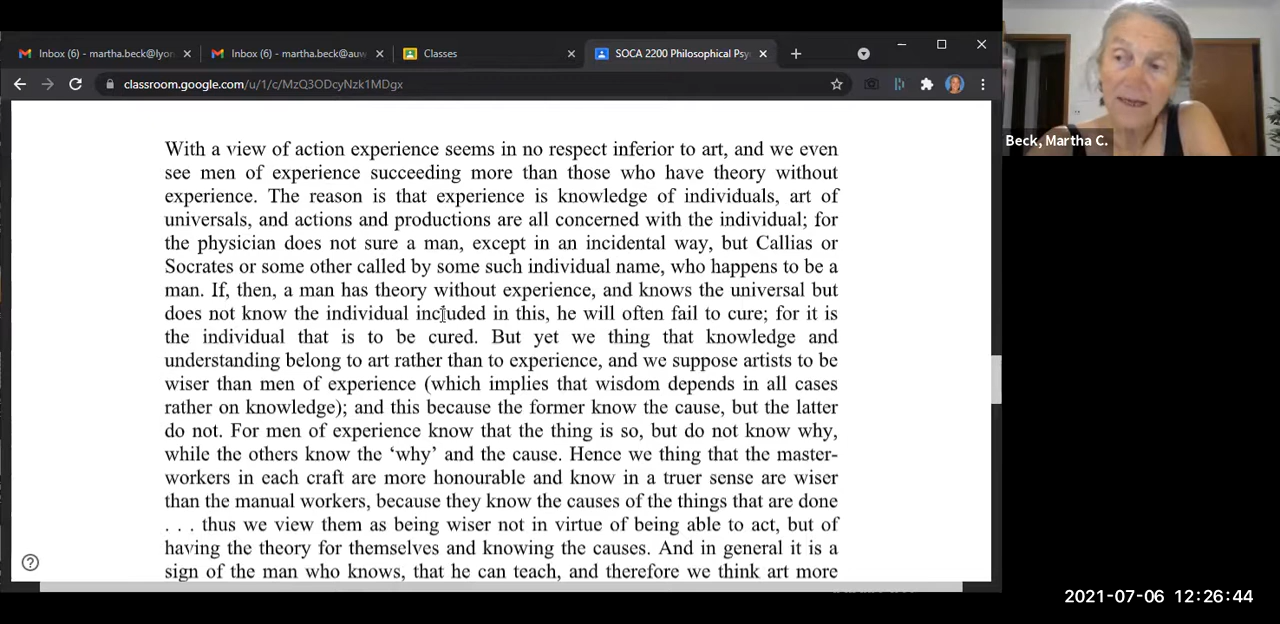 Inbox (6) - martha.beck@lyon
Inbox (6) - martha.beck@auw
Classes
SOCA 2200 Philosophical Psy
classroom.google.com/u/1/c/MzQ3ODcyNzk1MDgx
With a view of action experience seems in no respect inferior to art, and we even
see men of experience succeeding more than those who have theory without
experience. The reason is that experience is knowledge of individuals, art of
universals, and actions and productions are all concerned with the individual; for
the physician does not sure a man, except in an incidental way, but Callias or
Socrates or some other called by some such individual name, who happens to be a
man. If, then, a man has theory without experience, and knows the universal but
does not know the individual included in this, he will often fail to cure; for it is
the individual that is to be cured. But yet we thing that knowledge and
understanding belong to art rather than to experience, and we suppose artists to be
wiser than men of experience (which implies that wisdom depends in all cases
rather on knowledge); and this because the former know the cause, but the latter
do not. For men of experience know that the thing is so, but do not know why,
while the others know the ‘why’ and the cause. Hence we thing that the master-
workers in each craft are more honourable and know in a truer sense are wiser
than the manual workers, because they know the causes of the things that are done
. . . thus we view them as being wiser not in virtue of being able to act, but of
having the theory for themselves and knowing the causes. And in general it is a
sign of the man who knows, that he can teach, and therefore we think art more
Beck, Martha C.
2021-07-06 12:26:44